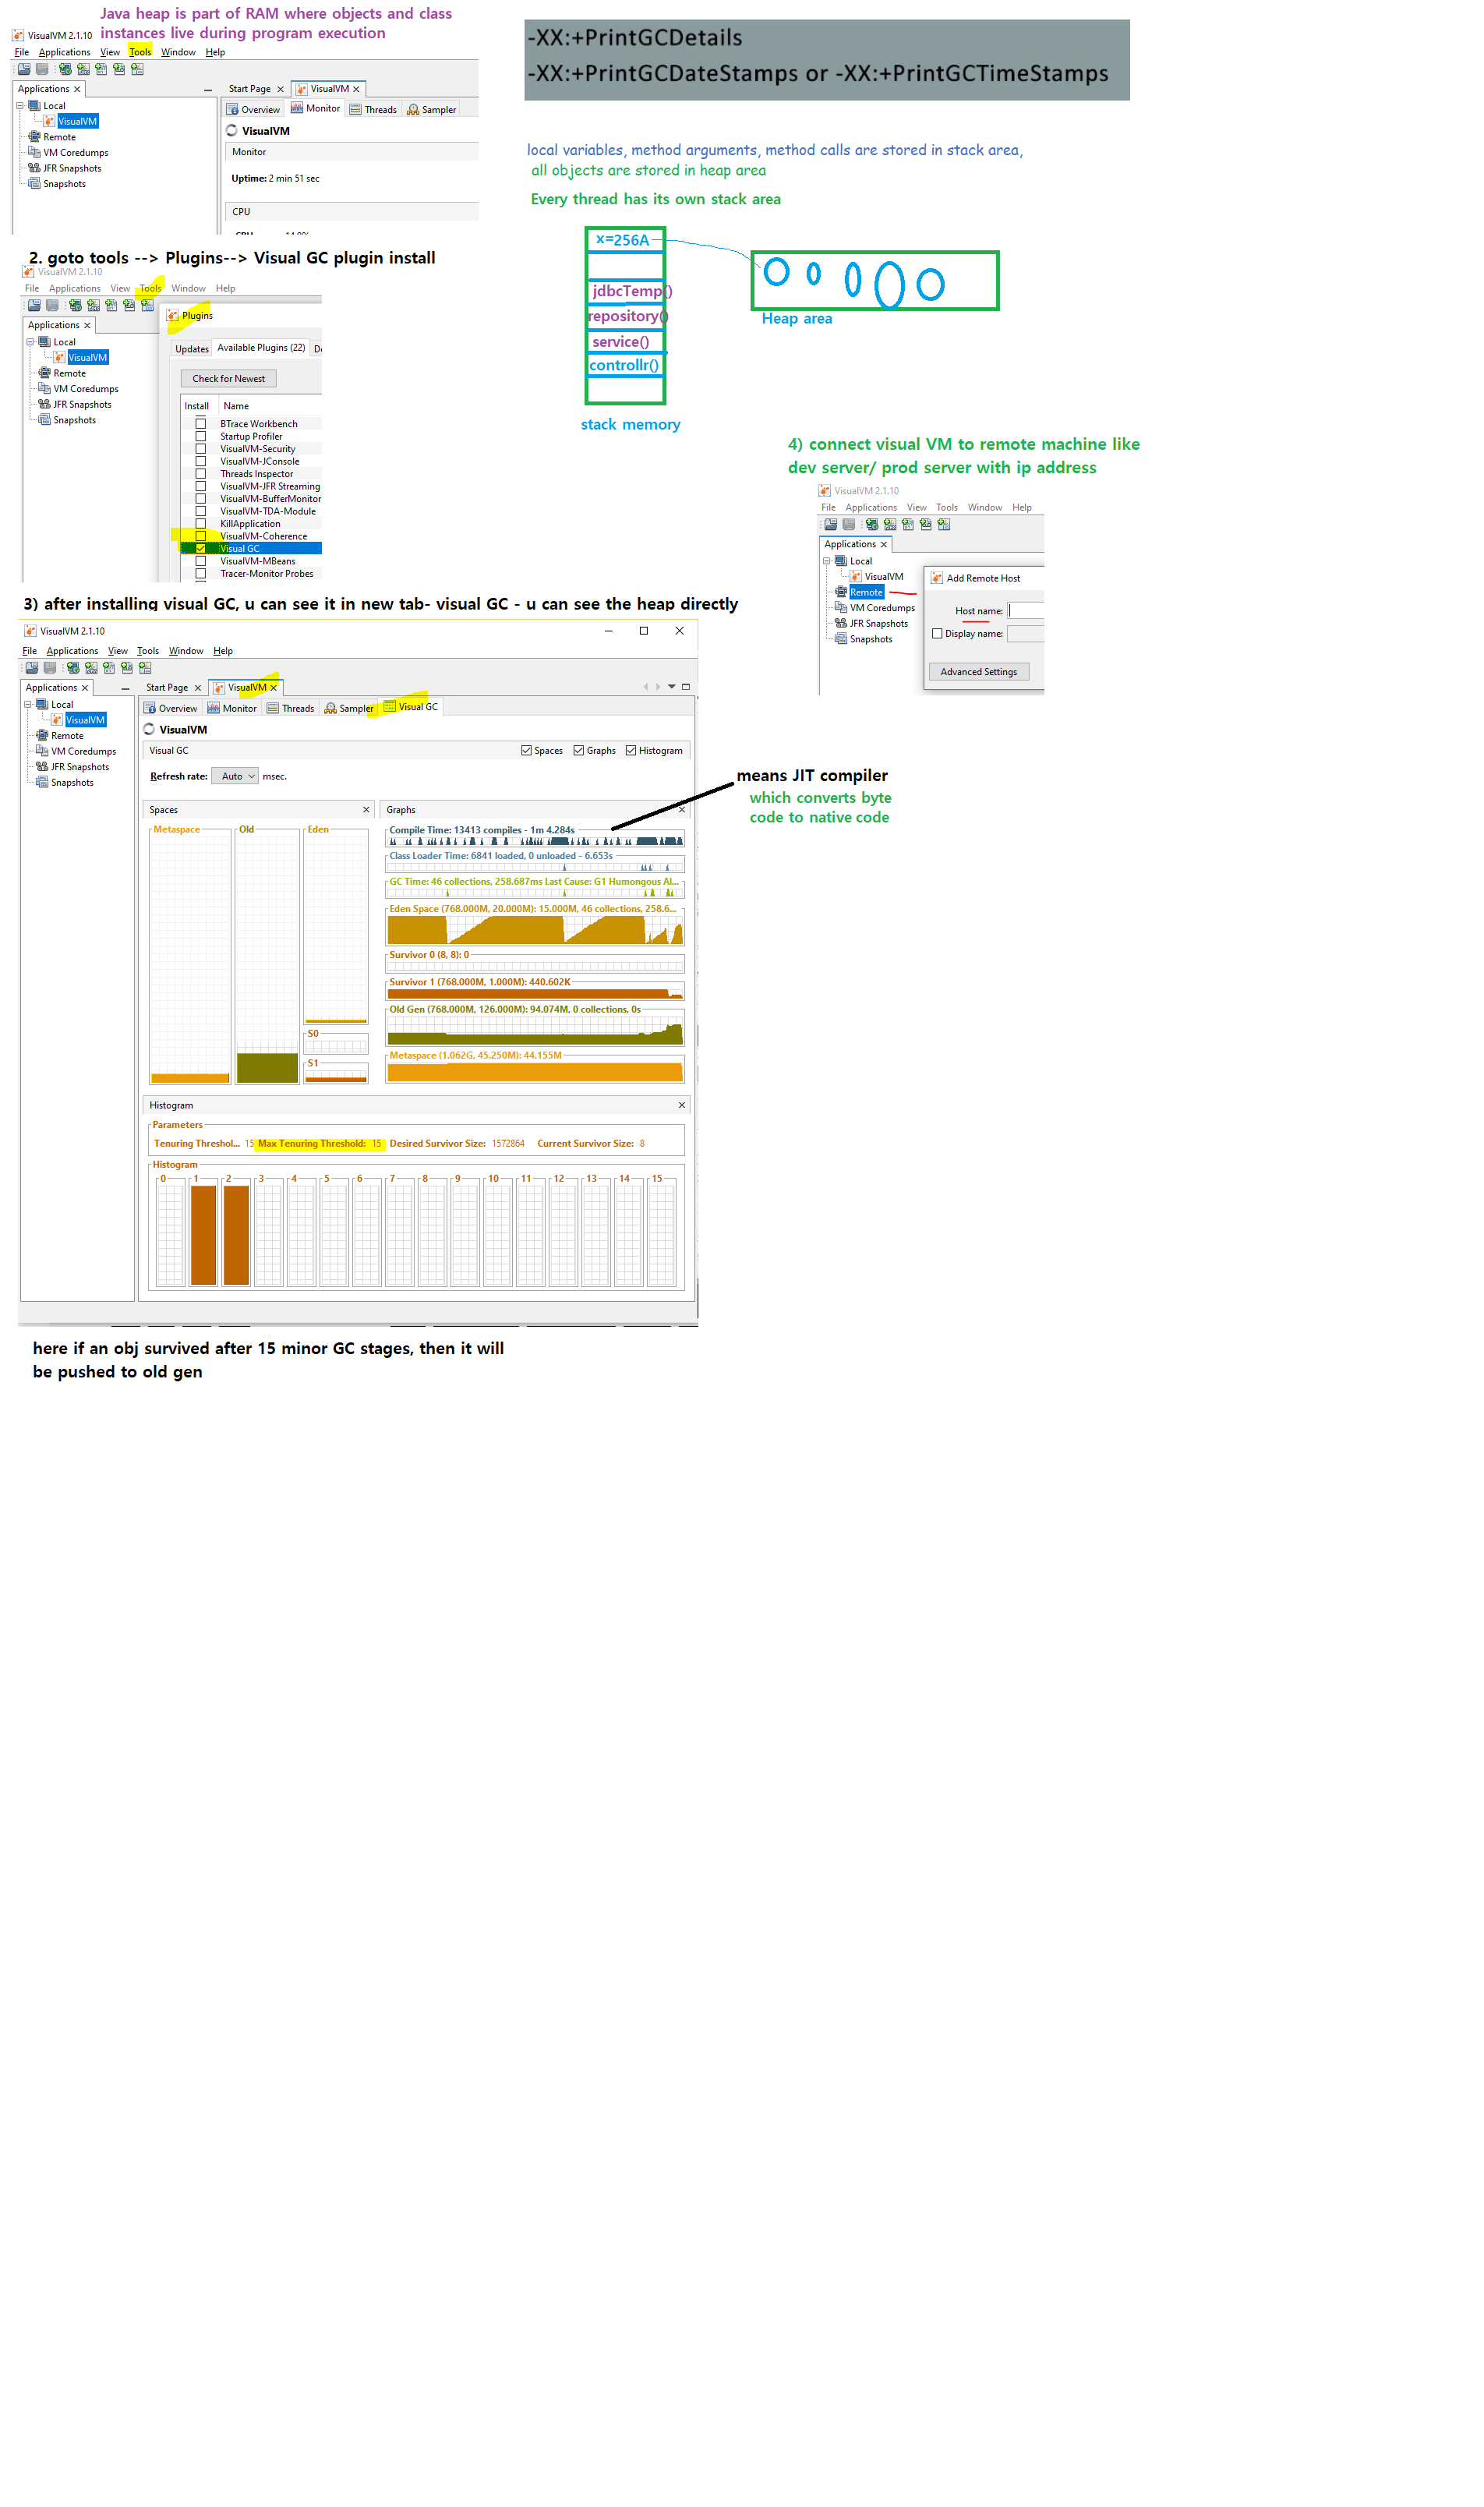 Java heap is part of RAM where objects and class
instances live during program execution
VisualVM 2.1.10
File Applications View Tools Window Help
Applications
Local
VisualVM
Remote
VM Coredumps
JFR Snapshots
Snapshots
Start Page VisualVM
Overview Monitor Threads Sampler
VisualVM
Monitor
Uptime: 2 min 51 sec
CPU
-XX:+PrintGCDetails
-XX:+PrintGCDateStamps or -XX:+PrintGCTimeStamps
local variables, method arguments, method calls are stored in stack area,
all objects are stored in heap area
Every thread has its own stack area
x=256A
jdbcTemp()
repository()
service()
controllr()
stack memory
Heap area
2. goto tools --> Plugins--> Visual GC plugin install
VisualVM 2.1.10
File Applications View Tools Window Help
Applications
Local
VisualVM
Remote
VM Coredumps
JFR Snapshots
Snapshots
Plugins
Updates Available Plugins (22)
Check for Newest
Install Name
BTrace Workbench
Startup Profiler
VisualVM-Security
VisualVM-JConsole
Threads Inspector
VisualVM-JFR Streaming
VisualVM-BufferMonitor
VisualVM-TDA-Module
KillApplication
VisualVM-Coherence
Visual GC
VisualVM-MBeans
Tracer-Monitor Probes
4) connect visual VM to remote machine like
dev server/ prod server with ip address
VisualVM 2.1.10
File Applications View Tools Window Help
Applications
Local
VisualVM
Remote
VM Coredumps
JFR Snapshots
Snapshots
Add Remote Host
Host name:
Display name:
Advanced Settings
3) after installing visual GC, u can see it in new tab- visual GC - u can see the heap directly
VisualVM 2.1.10
File Applications View Tools Window Help
Applications
Local
VisualVM
Remote
VM Coredumps
JFR Snapshots
Snapshots
Start Page VisualVM
Overview Monitor Threads Sampler Visual GC
VisualVM
Visual GC Spaces Graphs Histogram
Refresh rate: Auto msec.
means JIT compiler
which converts byte
code to native code
Spaces
Metaspace Old Eden
S0
S1
Graphs
Compile Time: 13413 compiles - 1m 4.284s
Class Loader Time: 6841 loaded, 0 unloaded - 6.653s
GC Time: 46 collections, 258.687ms Last Cause: G1 Humongous Al...
Eden Space (768.000M, 20.000M): 15.000M, 46 collections, 258.6...
Survivor 0 (8, 8): 0
Survivor 1 (768.000M, 1.000M): 440.602K
Old Gen (768.000M, 126.000M): 94.074M, 0 collections, 0s
Metaspace (1.062G, 45.250M): 44.155M
Histogram
Parameters
Tenuring Threshol... 15 Max Tenuring Threshold: 15 Desired Survivor Size: 1572864 Current Survivor Size: 8
Histogram
0 1 2 3 4 5 6 7 8 9 10 11 12 13 14 15
here if an obj survived after 15 minor GC stages, then it will
be pushed to old gen